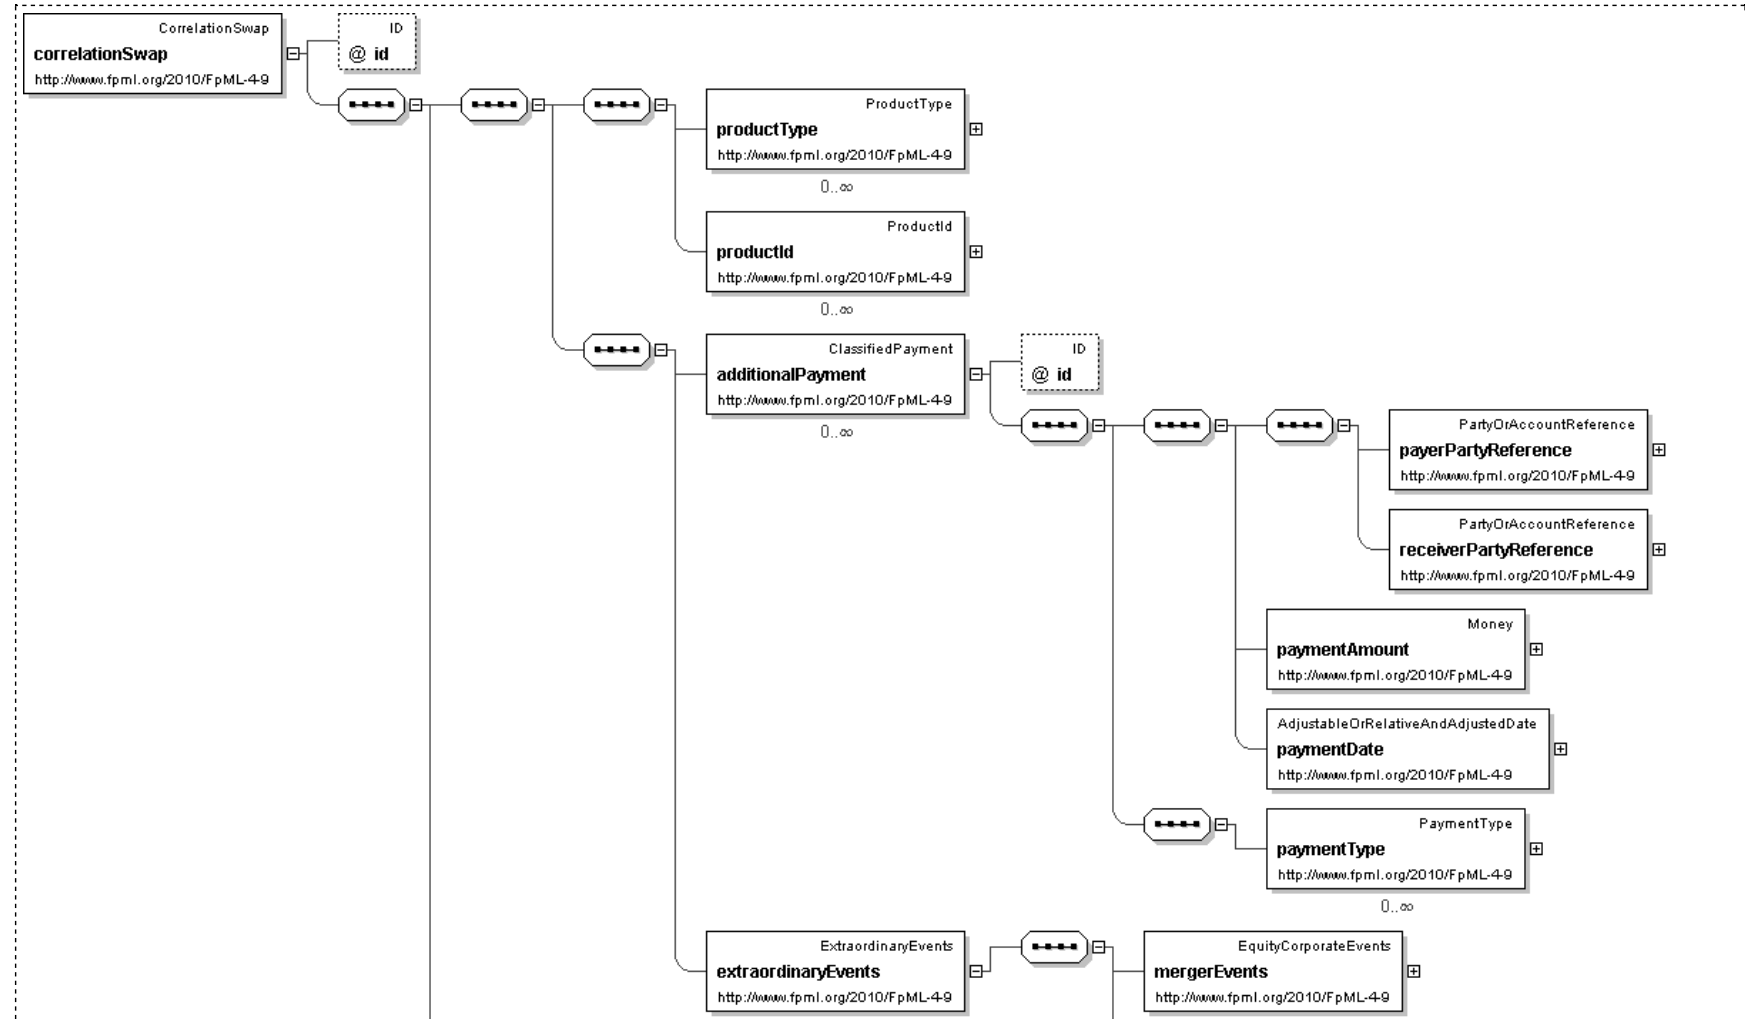 CorrelationSwap
correlationSwap
http://www.fpml.org/2010/FpML-4-9
ID
@ id
ProductType
productType
http://www.fpml.org/2010/FpML-4-9
0..∞
ProductId
productId
http://www.fpml.org/2010/FpML-4-9
0..∞
ClassifiedPayment
additionalPayment
http://www.fpml.org/2010/FpML-4-9
0..∞
ID
@ id
PartyOrAccountReference
payerPartyReference
http://www.fpml.org/2010/FpML-4-9
PartyOrAccountReference
receiverPartyReference
http://www.fpml.org/2010/FpML-4-9
Money
paymentAmount
http://www.fpml.org/2010/FpML-4-9
AdjustableOrRelativeAndAdjustedDate
paymentDate
http://www.fpml.org/2010/FpML-4-9
PaymentType
paymentType
http://www.fpml.org/2010/FpML-4-9
0..∞
ExtraordinaryEvents
extraordinaryEvents
http://www.fpml.org/2010/FpML-4-9
EquityCorporateEvents
mergerEvents
http://www.fpml.org/2010/FpML-4-9